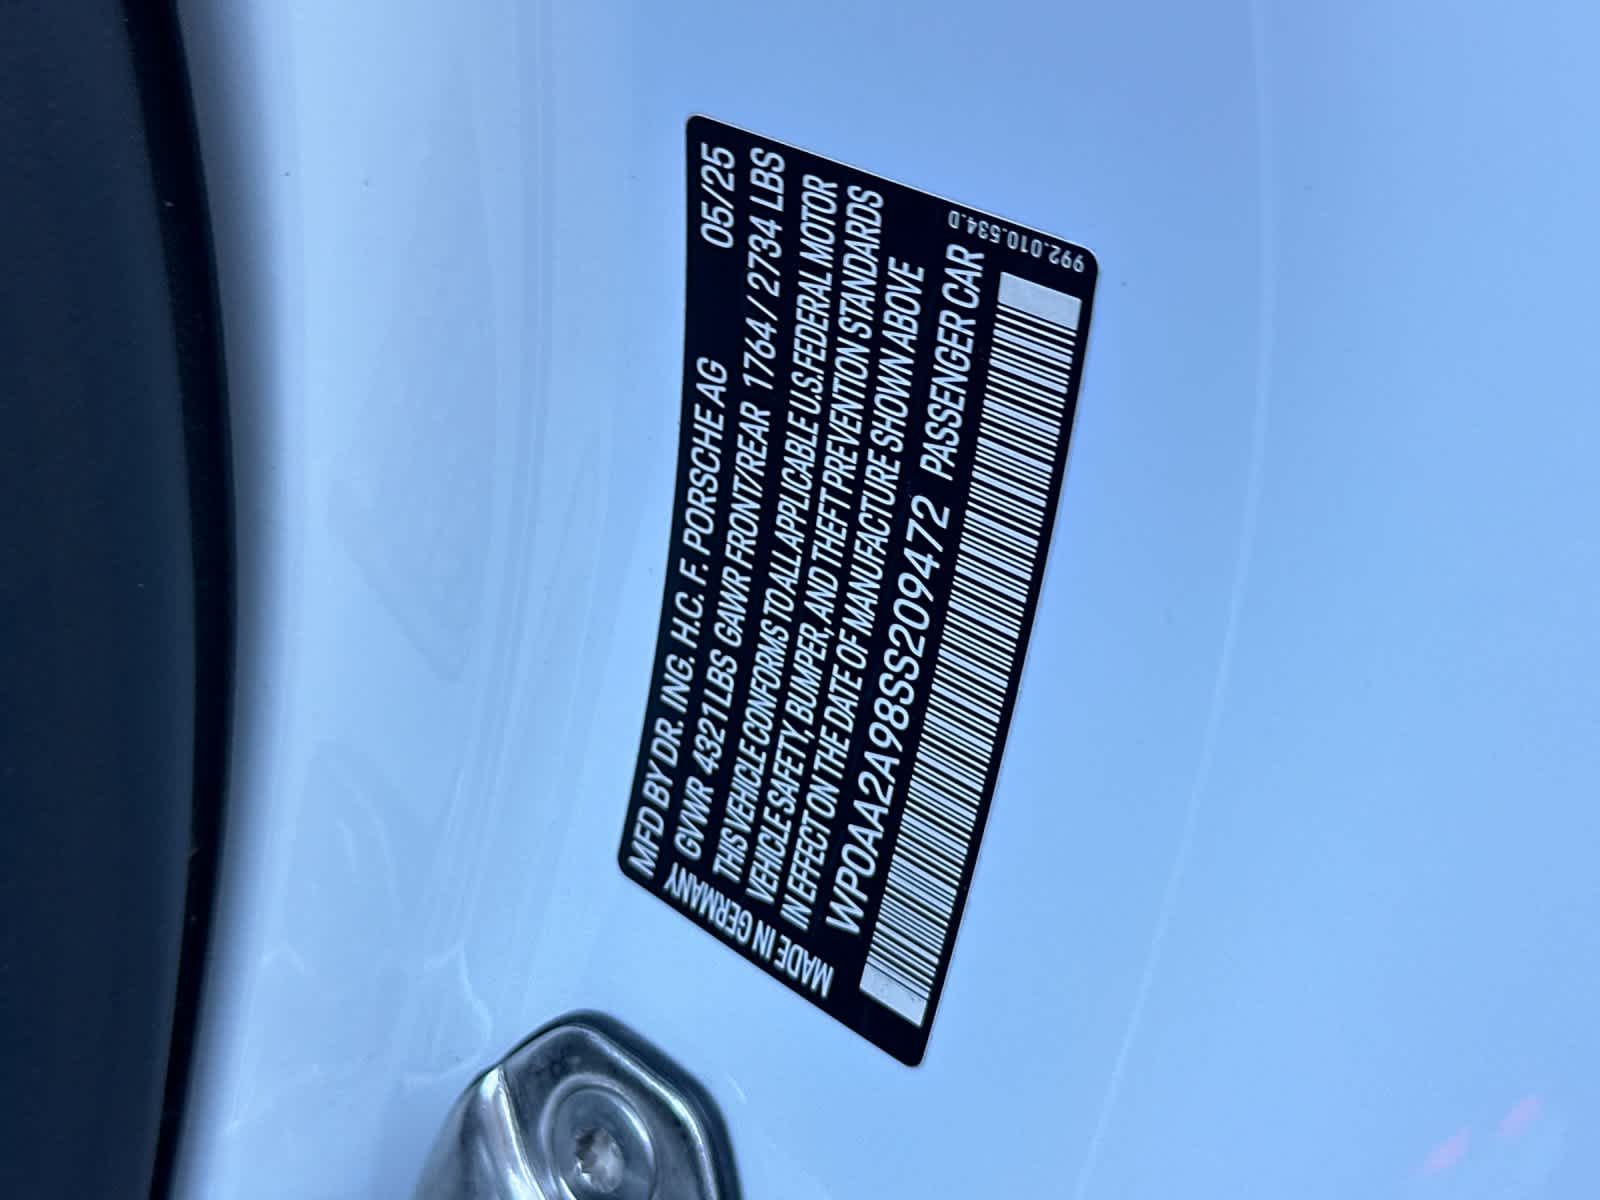 MFD BY DR. ING. H.C. F. PORSCHE AG 05/25
GVWR 4321LBS GAWR FRONT/REAR 1764 / 2734 LBS
THIS VEHICLE CONFORMS TO ALL APPLICABLE U.S. FEDERAL MOTOR
VEHICLE SAFETY, BUMPER, AND THEFT PREVENTION STANDARDS
IN EFFECT ON THE DATE OF MANUFACTURE SHOWN ABOVE
WP0AA2A98SS209472 PASSENGER CAR
MADE IN GERMANY
992.010.534.D